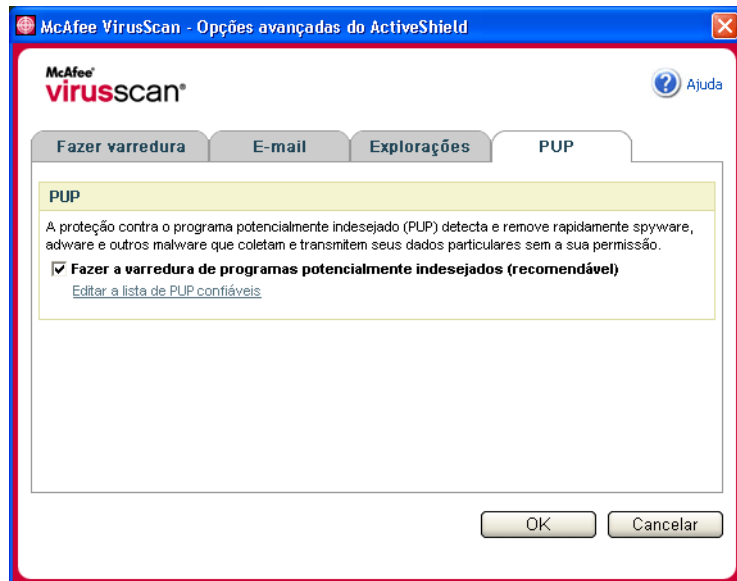 McAfee VirusScan - Opções avançadas do ActiveShield
McAfee®
virusscan®
Ajuda
Fazer varredura
E-mail
Explorações
PUP
PUP
A proteção contra o programa potencialmente indesejado (PUP) detecta e remove rapidamente spyware,
adware e outros malware que coletam e transmitem seus dados particulares sem a sua permissão.
Fazer a varredura de programas potencialmente indesejados (recomendável)
Editar a lista de PUP confiáveis
OK
Cancelar